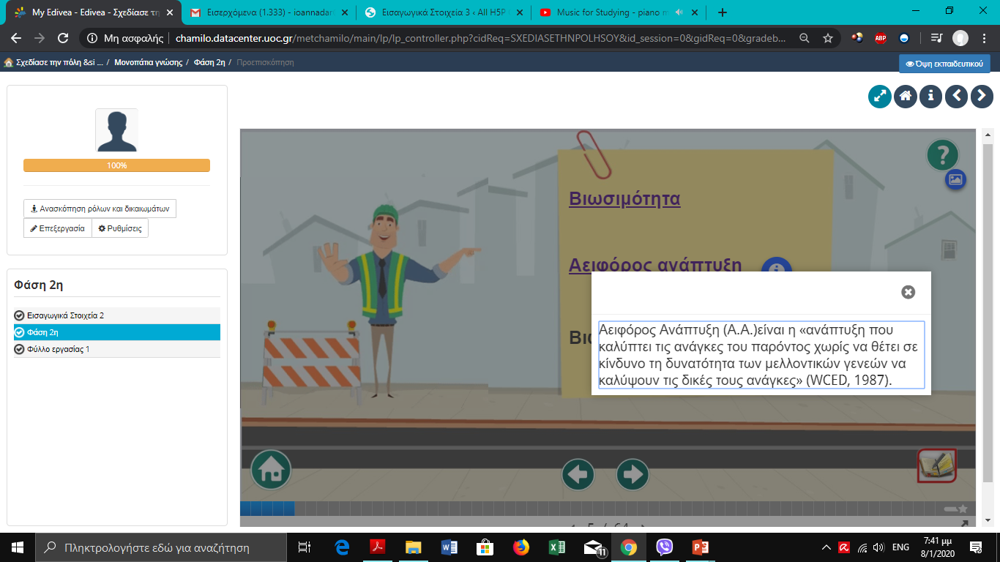 My Edivea - Edivea - Σχεδίασε τη
Εισερχόμενα (1.333) - ioannadar
Εισαγωγικά Στοιχεία 3 ‹ All H5P
Music for Studying - piano m
Μη ασφαλής
chamilo.datacenter.uoc.gr/metchamilo/main/lp/lp_controller.php?cidReq=SXEDIASETHNPOLHSOY&id_session=0&gidReq=0&gradeb...
ABP
Σχεδίασε την πόλη &si ... / Μονοπάτια γνώσης / Φάση 2η / Προεπισκόπηση
Όψη εκπαιδευτικού
100%
Ανασκόπηση ρόλων και δικαιωμάτων
Επεξεργασία
Ρυθμίσεις
Φάση 2η
Εισαγωγικά Στοιχεία 2
Φάση 2η
Φύλλο εργασίας 1
?
Βιωσιμότητα
Αειφόρος ανάπτυξη
Αειφόρος Ανάπτυξη (Α.Α.)είναι η «ανάπτυξη που
καλύπτει τις ανάγκες του παρόντος χωρίς να θέτει σε
κίνδυνο τη δυνατότητα των μελλοντικών γενεών να
καλύψουν τις δικές τους ανάγκες» (WCED, 1987).
5 / 64
Πληκτρολογήστε εδώ για αναζήτηση
11
ENG
7:41 μμ
8/1/2020